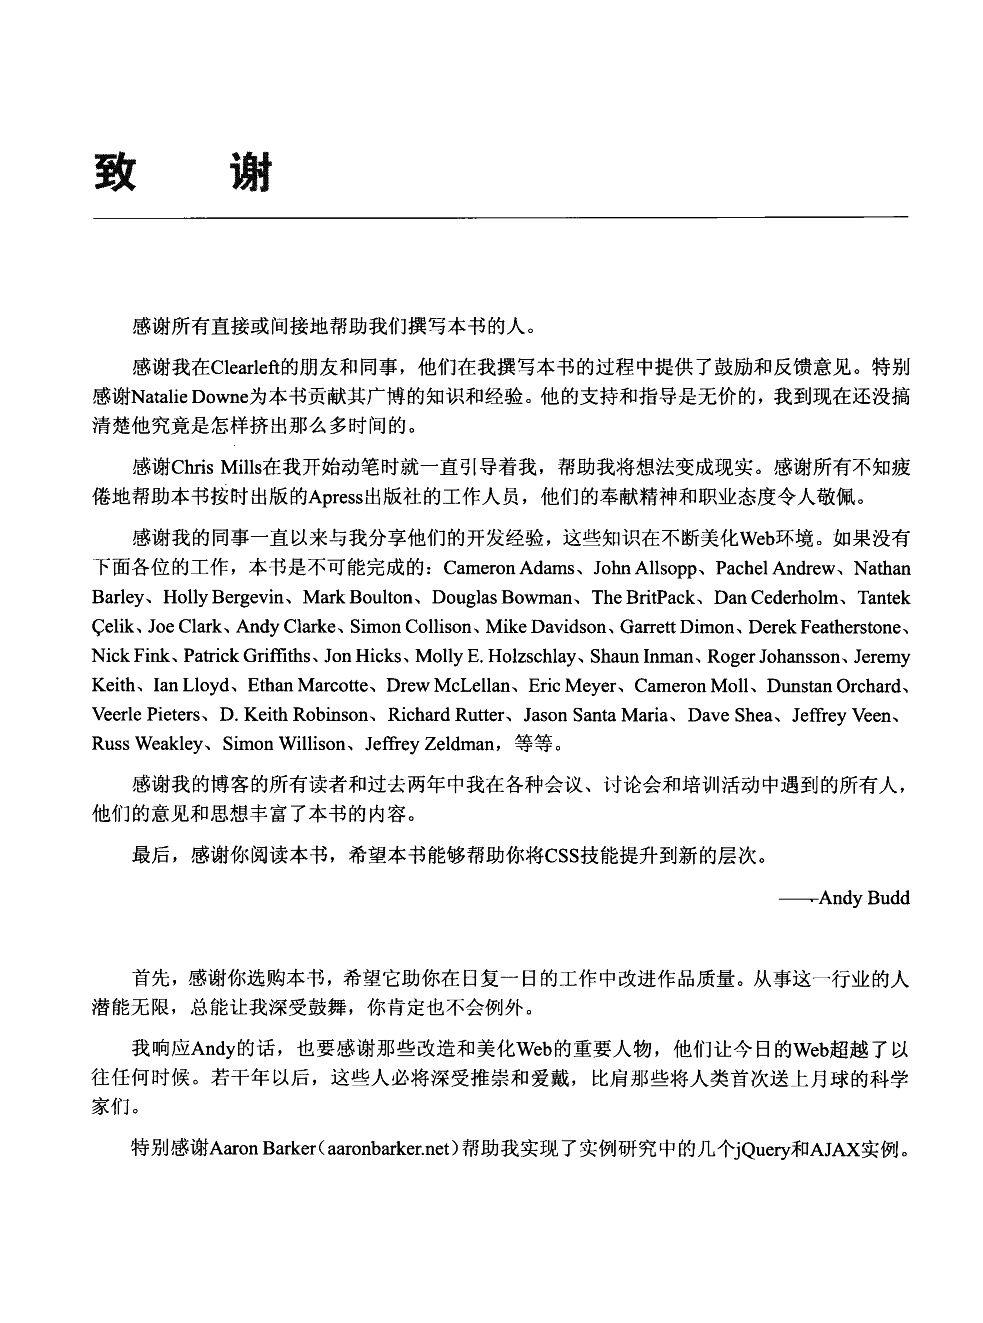 致 谢
感谢所有直接或间接地帮助我们撰写本书的人。
感谢我在Clearleft的朋友和同事，他们在我撰写本书的过程中提供了鼓励和反馈意见。特别
感谢Natalie Downe为本书贡献其广博的知识和经验。他的支持和指导是无价的，我到现在还没搞
清楚他究竟是怎样挤出那么多时间的。
感谢Chris Mills在我开始动笔时就一直引导着我，帮助我将想法变成现实。感谢所有不知疲
倦地帮助本书按时出版的Apress出版社的工作人员，他们的奉献精神和职业态度令人敬佩。
感谢我的同事一直以来与我分享他们的开发经验，这些知识在不断美化Web环境。如果没有
下面各位的工作，本书是不可能完成的：Cameron Adams、John Allsopp、Pachel Andrew、Nathan
Barley、Holly Bergevin、Mark Boulton、Douglas Bowman、The BritPack、Dan Cederholm、Tantek
Çelik、Joe Clark、Andy Clarke、Simon Collison、Mike Davidson、Garrett Dimon、Derek Featherstone、
Nick Fink、Patrick Griffiths、Jon Hicks、Molly E. Holzschlay、Shaun Inman、Roger Johansson、Jeremy
Keith、Ian Lloyd、Ethan Marcotte、Drew McLellan、Eric Meyer、Cameron Moll、Dunstan Orchard、
Veerle Pieters、D. Keith Robinson、Richard Rutter、Jason Santa Maria、Dave Shea、Jeffrey Veen、
Russ Weakley、Simon Willison、Jeffrey Zeldman，等等。
感谢我的博客的所有读者和过去两年中我在各种会议、讨论会和培训活动中遇到的所有人，
他们的意见和思想丰富了本书的内容。
最后，感谢你阅读本书，希望本书能够帮助你将CSS技能提升到新的层次。
——Andy Budd
首先，感谢你选购本书，希望它助你在日复一日的工作中改进作品质量。从事这一行业的人
潜能无限，总能让我深受鼓舞，你肯定也不会例外。
我响应Andy的话，也要感谢那些改造和美化Web的重要人物，他们让今日的Web超越了以
往任何时候。若干年以后，这些人必将深受推崇和爱戴，比肩那些将人类首次送上月球的科学
家们。
特别感谢Aaron Barker（aaronbarker.net）帮助我实现了实例研究中的几个jQuery和AJAX实例。